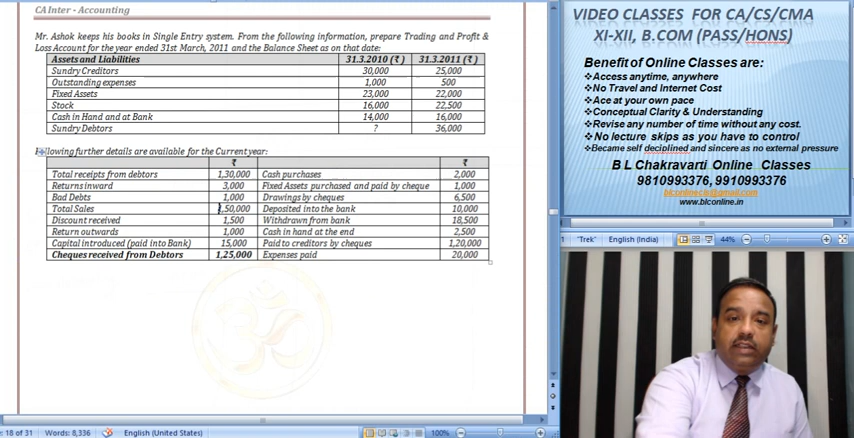 CA Inter - Accounting
Mr. Ashok keeps his books in Single Entry system. From the following information, prepare Trading and Profit &
Loss Account for the year ended 31st March, 2011 and the Balance Sheet as on that date:
Assets and Liabilities 31.3.2010 (₹) 31.3.2011 (₹)
Sundry Creditors 30,000 25,000
Outstanding expenses 1,000 500
Fixed Assets 23,000 22,000
Stock 16,000 22,500
Cash in Hand and at Bank 14,000 16,000
Sundry Debtors ? 36,000
Following further details are available for the Current year:
₹ ₹
Total receipts from debtors 1,30,000 Cash purchases 2,000
Returns inward 3,000 Fixed Assets purchased and paid by cheque 1,000
Bad Debts 1,000 Drawings by cheques 6,500
Total Sales 1,50,000 Deposited into the bank 10,000
Discount received 1,500 Withdrawn from bank 18,500
Return outwards 1,000 Cash in hand at the end 2,500
Capital introduced (paid into Bank) 15,000 Paid to creditors by cheques 1,20,000
Cheques received from Debtors 1,25,000 Expenses paid 20,000
: 18 of 31 Words: 8,336 English (United States) 100%
VIDEO CLASSES FOR CA/CS/CMA
XI-XII, B.COM (PASS/HONS)
Benefit of Online Classes are:
❖Access anytime, anywhere
❖No Travel and Internet Cost
❖Ace at your own pace
❖Conceptual Clarity & Understanding
❖Revise any number of time without any cost.
❖No lecture skips as you have to control
❖Became self deciplined and sincere as no external pressure
B L Chakravarti Online Classes
9810993376, 9910993376
blconlinecls@gmail.com
www.blconline.in
1 "Trek" English (India) 44%